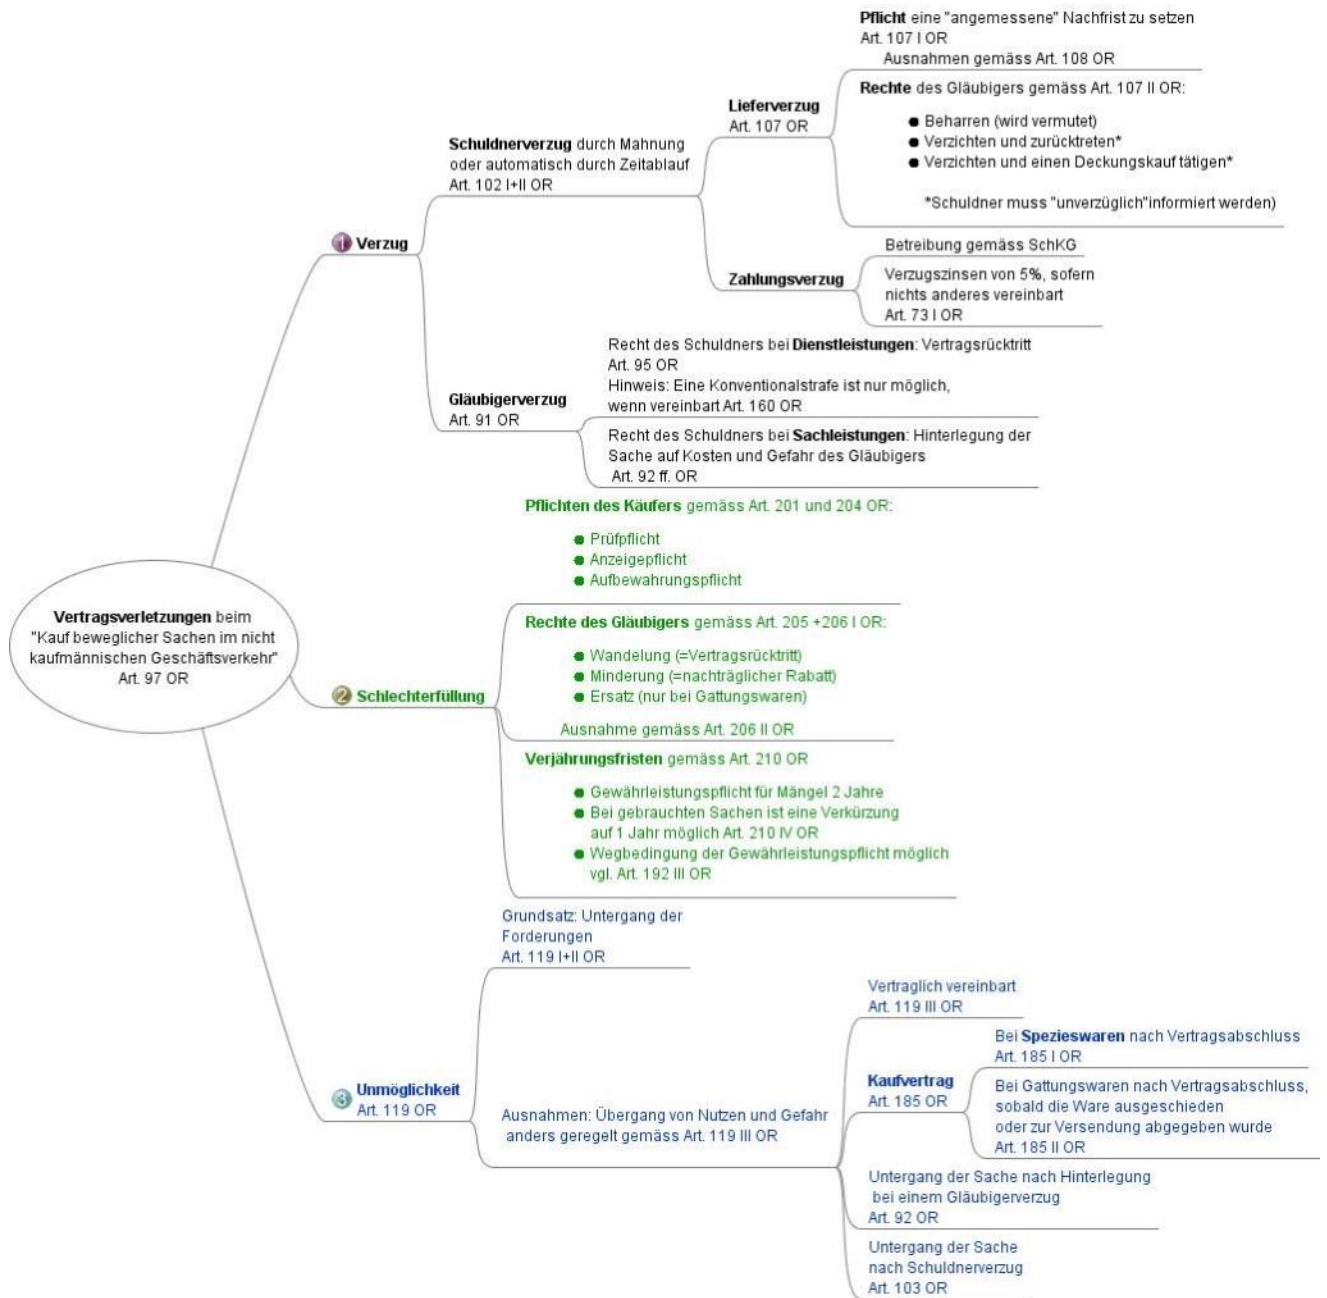 Vertragsverletzungen beim
"Kauf beweglicher Sachen im nicht
kaufmännischen Geschäftsverkehr"
Art. 97 OR
1 Verzug
Schuldnerverzug durch Mahnung
oder automatisch durch Zeitablauf
Art. 102 I+II OR
Lieferverzug
Art. 107 OR
Pflicht eine "angemessene" Nachfrist zu setzen
Art. 107 I OR
Ausnahmen gemäss Art. 108 OR
Rechte des Gläubigers gemäss Art. 107 II OR:
● Beharren (wird vermutet)
● Verzichten und zurücktreten*
● Verzichten und einen Deckungskauf tätigen*
*Schuldner muss "unverzüglich"informiert werden)
Zahlungsverzug
Betreibung gemäss SchKG
Verzugszinsen von 5%, sofern
nichts anderes vereinbart
Art. 73 I OR
Gläubigerverzug
Art. 91 OR
Recht des Schuldners bei Dienstleistungen: Vertragsrücktritt
Art. 95 OR
Hinweis: Eine Konventionalstrafe ist nur möglich,
wenn vereinbart Art. 160 OR
Recht des Schuldners bei Sachleistungen: Hinterlegung der
Sache auf Kosten und Gefahr des Gläubigers
Art. 92 ff. OR
2 Schlechterfüllung
Pflichten des Käufers gemäss Art. 201 und 204 OR:
● Prüfpflicht
● Anzeigepflicht
● Aufbewahrungspflicht
Rechte des Gläubigers gemäss Art. 205 +206 I OR:
● Wandelung (=Vertragsrücktritt)
● Minderung (=nachträglicher Rabatt)
● Ersatz (nur bei Gattungswaren)
Ausnahme gemäss Art. 206 II OR
Verjährungsfristen gemäss Art. 210 OR
● Gewährleistungspflicht für Mängel 2 Jahre
● Bei gebrauchten Sachen ist eine Verkürzung
auf 1 Jahr möglich Art. 210 IV OR
● Wegbedingung der Gewährleistungspflicht möglich
vgl. Art. 192 III OR
3 Unmöglichkeit
Art. 119 OR
Grundsatz: Untergang der
Forderungen
Art. 119 I+II OR
Ausnahmen: Übergang von Nutzen und Gefahr
anders geregelt gemäss Art. 119 III OR
Vertraglich vereinbart
Art. 119 III OR
Kaufvertrag
Art. 185 OR
Bei Spezieswaren nach Vertragsabschluss
Art. 185 I OR
Bei Gattungswaren nach Vertragsabschluss,
sobald die Ware ausgeschieden
oder zur Versendung abgegeben wurde
Art. 185 II OR
Untergang der Sache nach Hinterlegung
bei einem Gläubigerverzug
Art. 92 OR
Untergang der Sache
nach Schuldnerverzug
Art. 103 OR